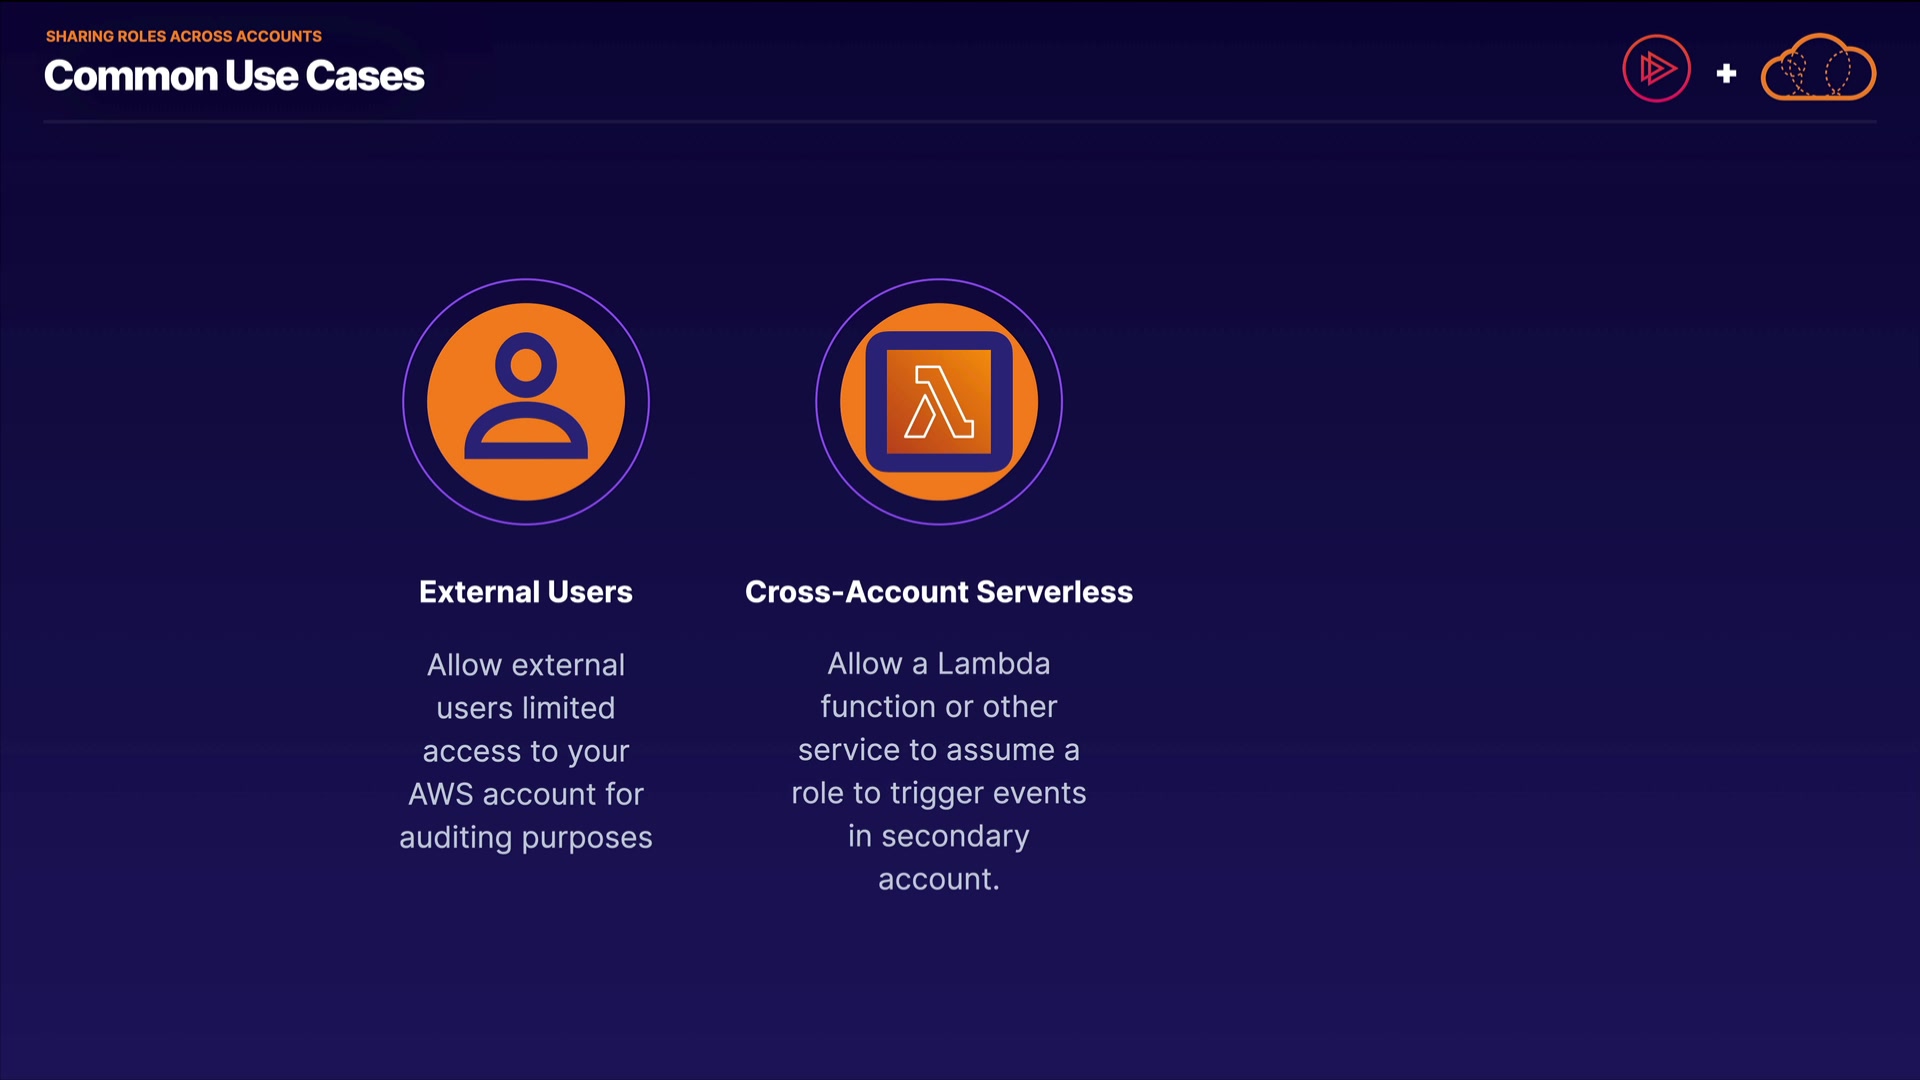 SHARING ROLES ACROSS ACCOUNTS
Common Use Cases
External Users
Allow external
users limited
access to your
AWS account for
auditing purposes
Cross-Account Serverless
Allow a Lambda
function or other
service to assume a
role to trigger events
in secondary
account.